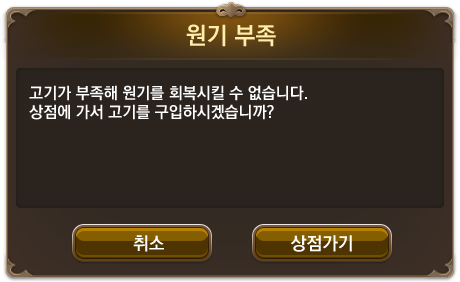 원기 부족
고기가 부족해 원기를 회복시킬 수 없습니다.
상점에 가서 고기를 구입하시겠습니까?
취소
상점가기